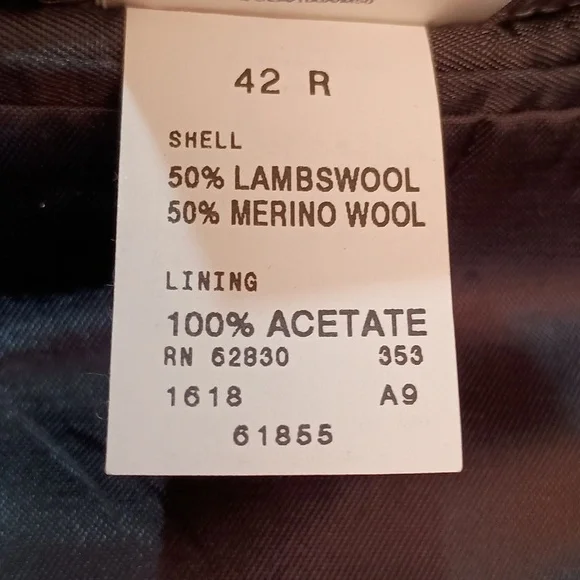 42 R
SHELL
50% LAMBSWOOL
50% MERINO WOOL
LINING
100% ACETATE
RN 62830 353
1618 A9
61855